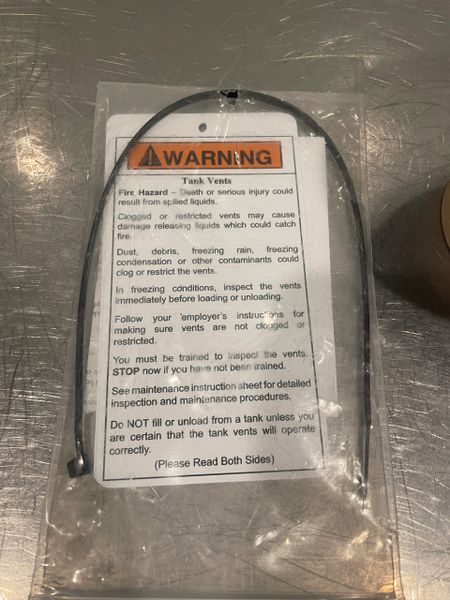 WARNING
Tank Vents
Fire Hazard – Death or serious injury could
result from spilled liquids.
Clogged or restricted vents may cause
damage releasing liquids which could catch
fire.
Dust, debris, freezing rain, freezing
condensation or other contaminants could
clog or restrict the vents.
In freezing conditions, inspect the vents
immediately before loading or unloading.
Follow your 'employer's instructions for
making sure vents are not clogged or
restricted.
You must be trained to inspect the vents.
STOP now if you have not been trained.
See maintenance instruction sheet for detailed
inspection and maintenance procedures.
Do NOT fill or unload from a tank unless you
are certain that the tank vents will operate
correctly.
(Please Read Both Sides)